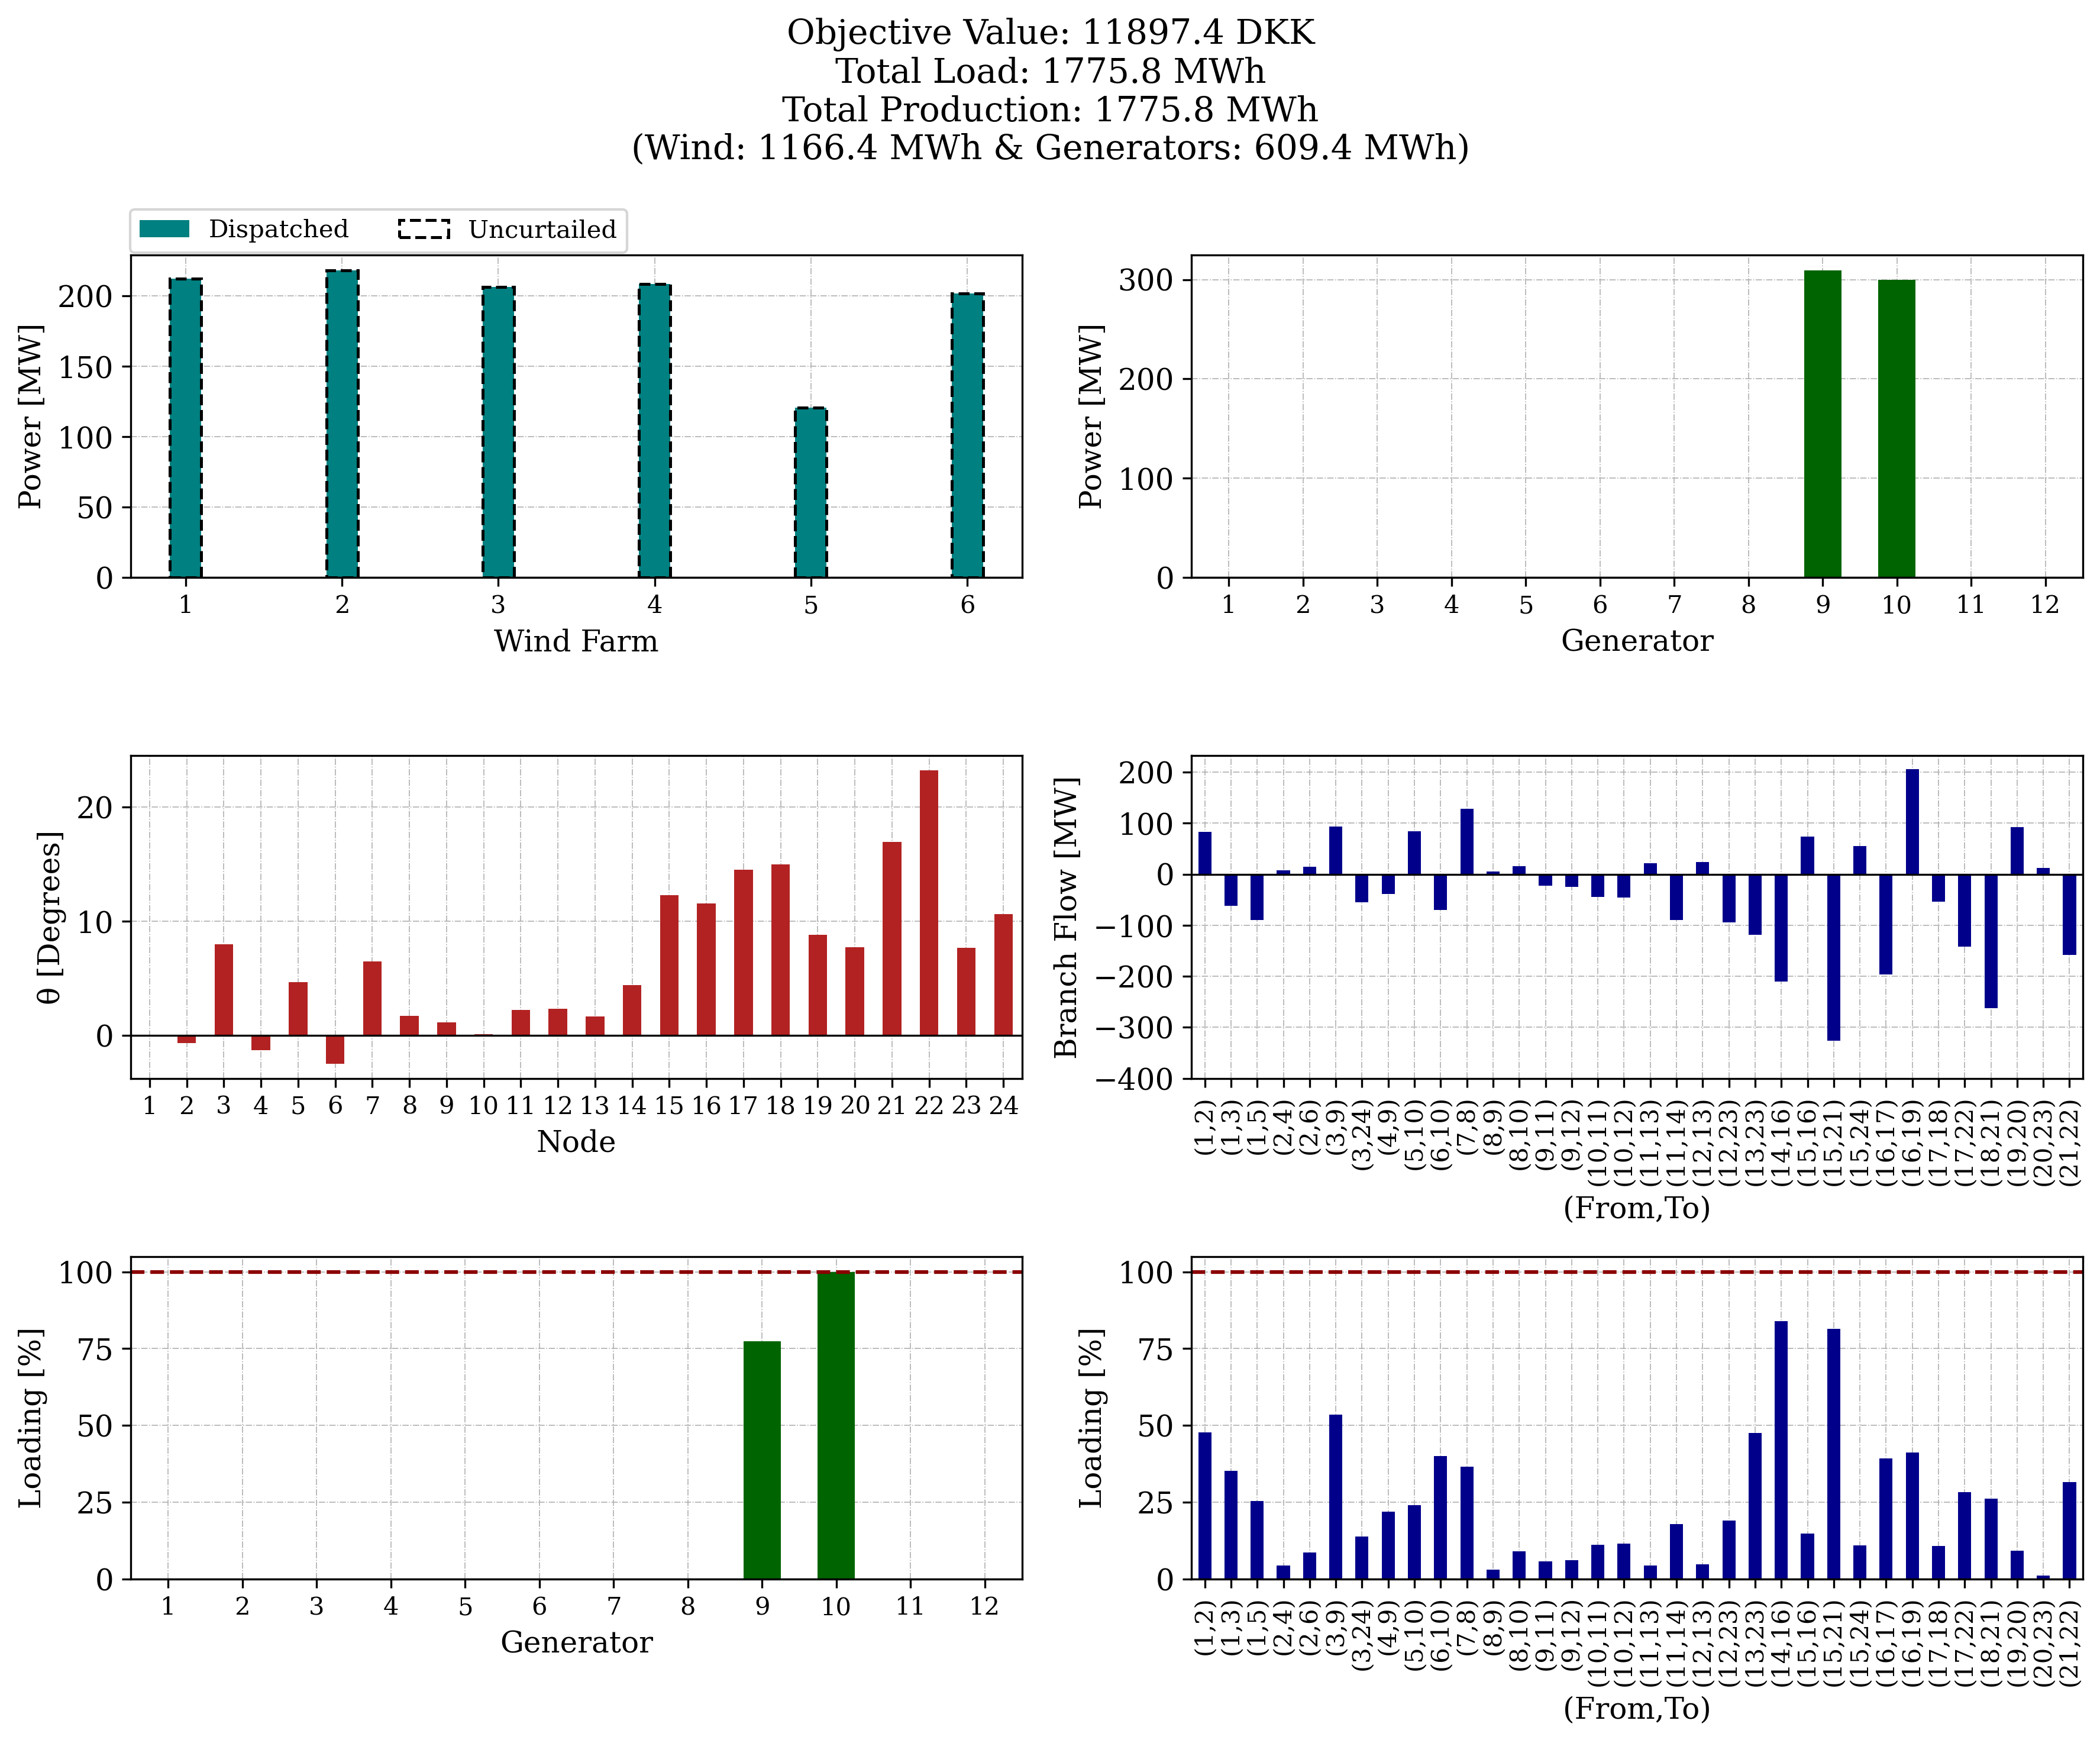 Objective Value: 11897.4 DKK
Total Load: 1775.8 MWh
Total Production: 1775.8 MWh
(Wind: 1166.4 MWh & Generators: 609.4 MWh)
Dispatched Uncurtailed
Power [MW]
200
150
100
50
0
1 2 3 4 5 6
Wind Farm
Power [MW]
300
200
100
0
1 2 3 4 5 6 7 8 9 10 11 12
Generator
θ [Degrees]
20
10
0
1 2 3 4 5 6 7 8 9 10 11 12 13 14 15 16 17 18 19 20 21 22 23 24
Node
Branch Flow [MW]
200
100
0
−100
−200
−300
−400
(1,2) (1,3) (1,5) (2,4) (2,6) (3,9) (3,24) (4,9) (5,10) (6,10) (7,8) (8,9) (8,10) (9,11) (9,12) (10,11) (10,12) (11,13) (11,14) (12,13) (12,23) (13,23) (14,16) (15,16) (15,21) (15,24) (16,17) (16,19) (17,18) (17,22) (18,21) (19,20) (20,23) (21,22)
(From,To)
Loading [%]
100
75
50
25
0
1 2 3 4 5 6 7 8 9 10 11 12
Generator
Loading [%]
100
75
50
25
0
(1,2) (1,3) (1,5) (2,4) (2,6) (3,9) (3,24) (4,9) (5,10) (6,10) (7,8) (8,9) (8,10) (9,11) (9,12) (10,11) (10,12) (11,13) (11,14) (12,13) (12,23) (13,23) (14,16) (15,16) (15,21) (15,24) (16,17) (16,19) (17,18) (17,22) (18,21) (19,20) (20,23) (21,22)
(From,To)